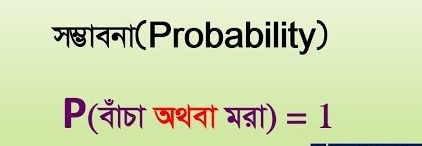 সম্ভাবনা(Probability)
P(বাঁচা অথবা মরা) = 1